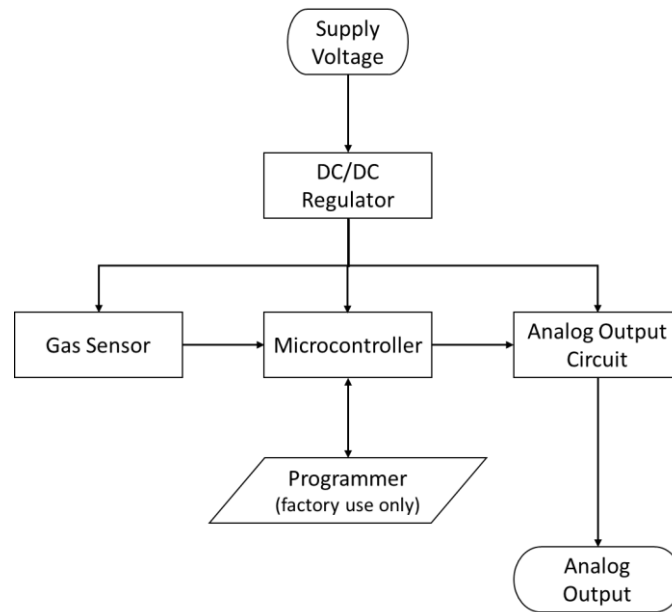 Supply
Voltage
DC/DC
Regulator
Gas Sensor
Microcontroller
Analog Output
Circuit
Programmer
(factory use only)
Analog
Output